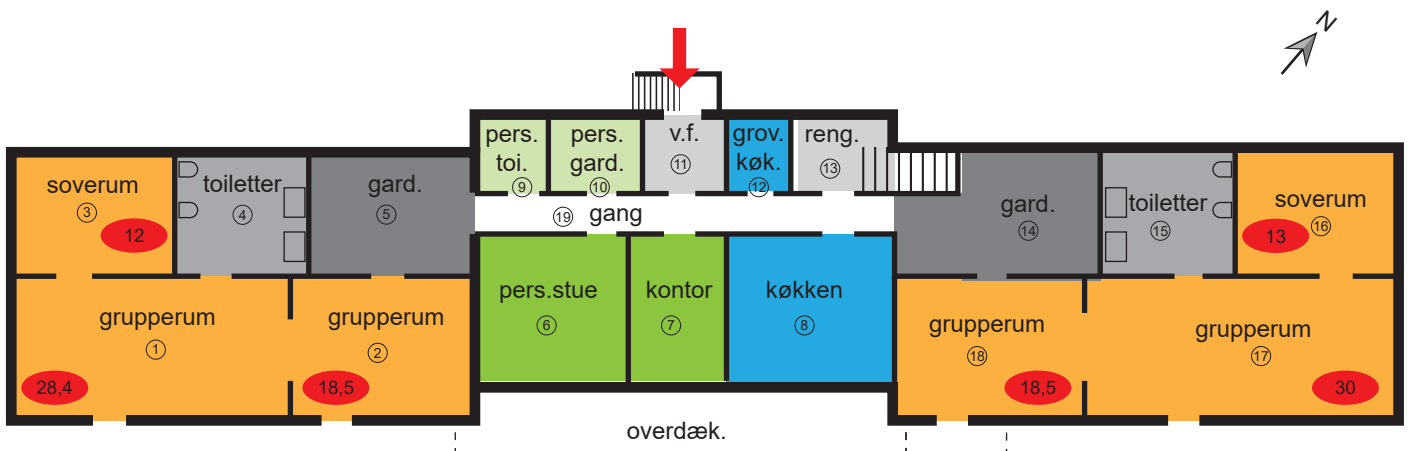 N
pers.
toi.
9
pers.
gard.
10
v.f.
11
grov.
køk.
12
reng.
13
soverum
3
12
toiletter
4
gard.
5
19 gang
gard.
14
toiletter
15
soverum
16
13
grupperum
1
28,4
grupperum
2
18,5
pers.stue
6
kontor
7
køkken
8
grupperum
18
18,5
grupperum
17
30
overdæk.